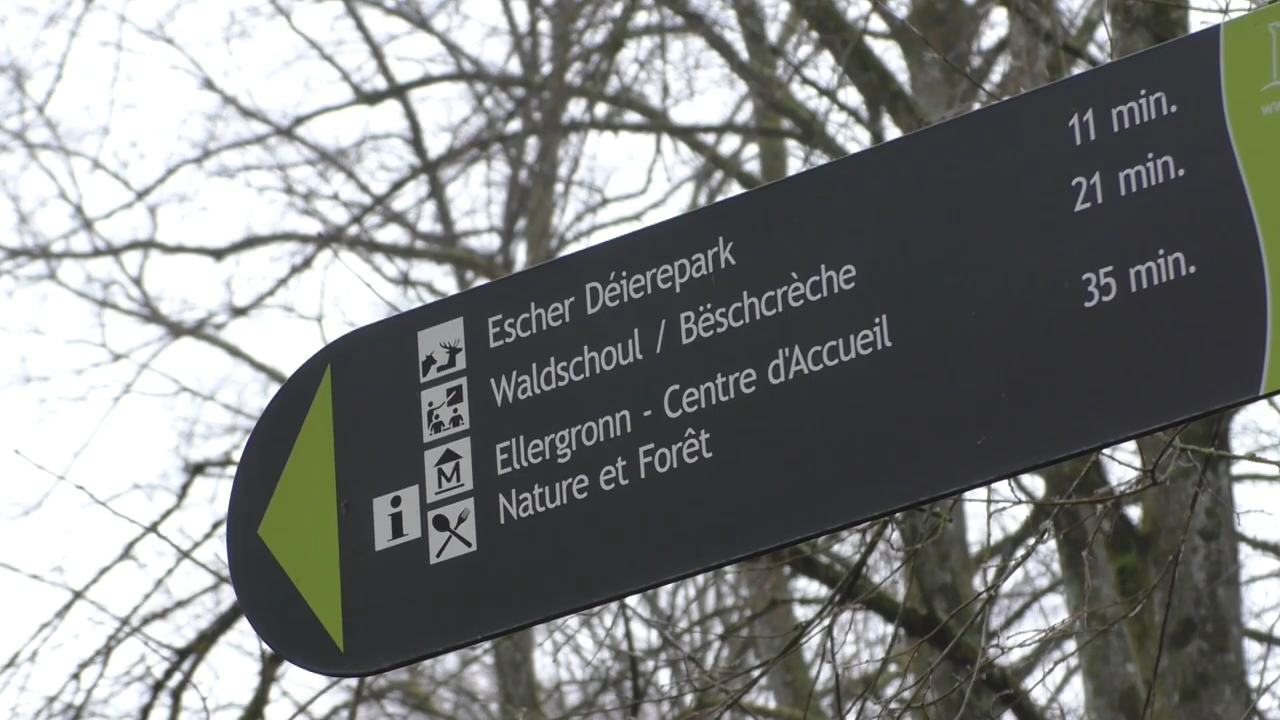 Escher Déierepark 11 min.
Waldschoul / Bëschcrèche 21 min.
Ellergronn - Centre d'Accueil 35 min.
Nature et Forêt
i
M